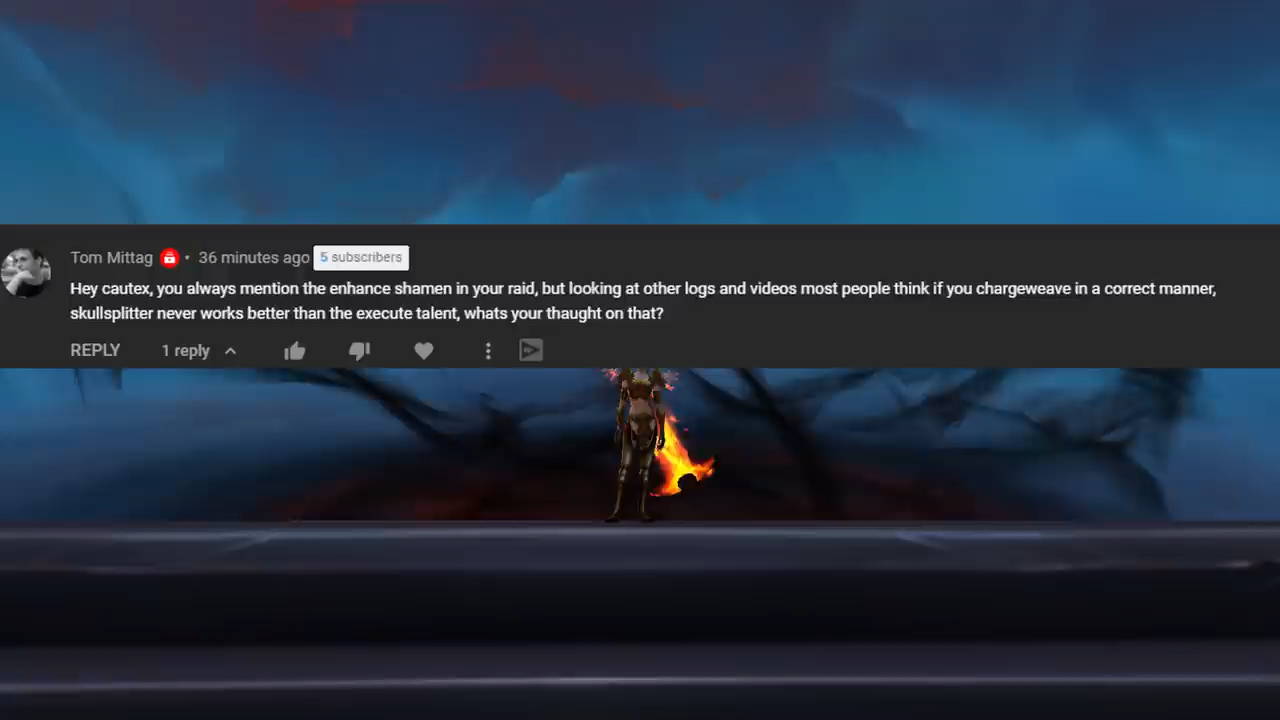 Tom Mittag • 36 minutes ago 5 subscribers
Hey cautex, you always mention the enhance shamen in your raid, but looking at other logs and videos most people think if you chargeweave in a correct manner,
skullsplitter never works better than the execute talent, whats your thaught on that?
REPLY 1 reply